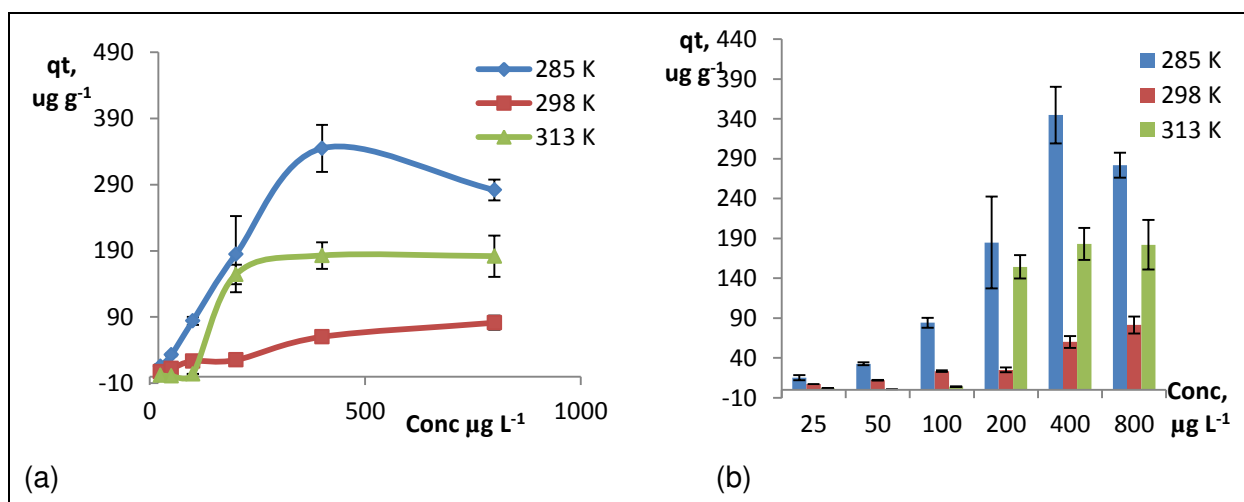 490
390
290
190
90
-10
qt,
ug g-1
285 K
298 K
313 K
0
500
1000
Conc µg L-1
(a)
440
390
340
290
240
190
140
90
40
-10
qt,
ug g-1
285 K
298 K
313 K
25 50 100 200 400 800
Conc,
µg L-1
(b)